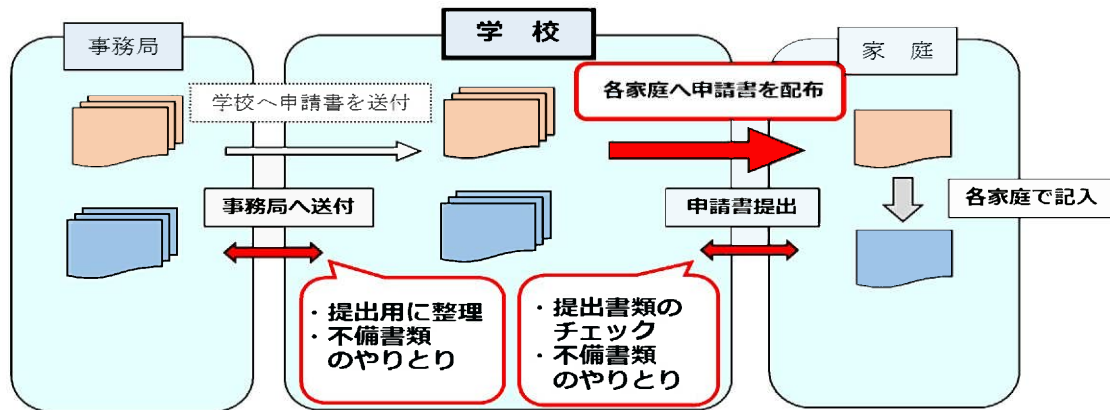 事務局
学　校
家　庭
学校へ申請書を送付
各家庭へ申請書を配布
事務局へ送付
申請書提出
各家庭で記入
・提出用に整理
・不備書類
のやりとり
・提出書類の
チェック
・不備書類
のやりとり